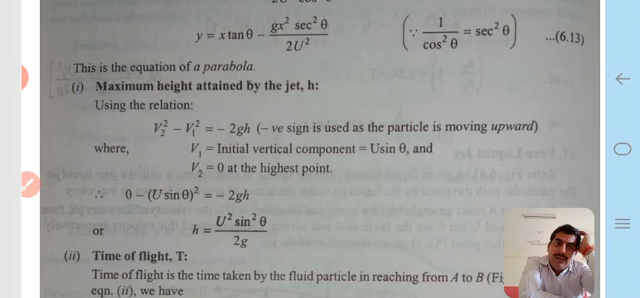 y = x tan θ − gx² sec² θ / 2U² (∵ 1 / cos² θ = sec² θ) ...(6.13)
This is the equation of a parabola.
(i) Maximum height attained by the jet, h:
Using the relation:
V₂² − V₁² = − 2gh (− ve sign is used as the particle is moving upward)
where, V₁ = Initial vertical component = Usin θ, and
V₂ = 0 at the highest point.
∴ 0 − (U sin θ)² = − 2gh
or h = U² sin² θ / 2g
(ii) Time of flight, T:
Time of flight is the time taken by the fluid particle in reaching from A to B (Fi
eqn. (ii), we have